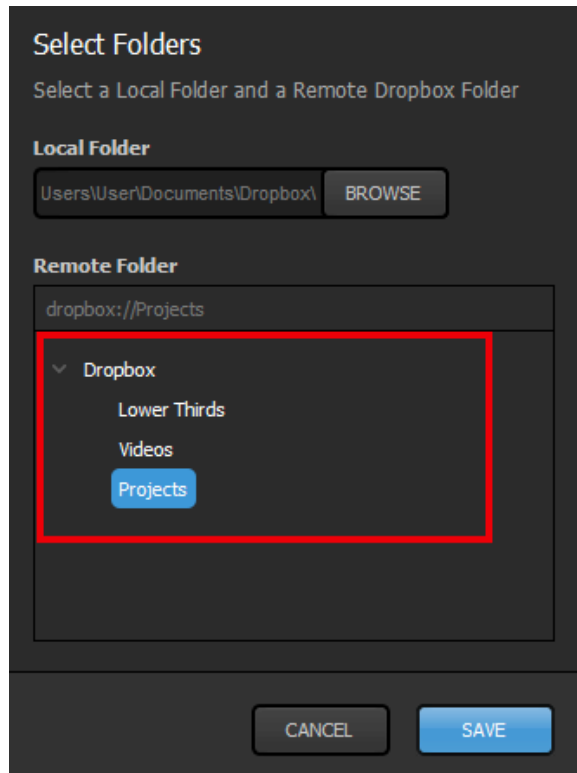 Select Folders
Select a Local Folder and a Remote Dropbox Folder
Local Folder
Users\User\Documents\Dropbox\ BROWSE
Remote Folder
dropbox://Projects
Dropbox
Lower Thirds
Videos
Projects
CANCEL SAVE